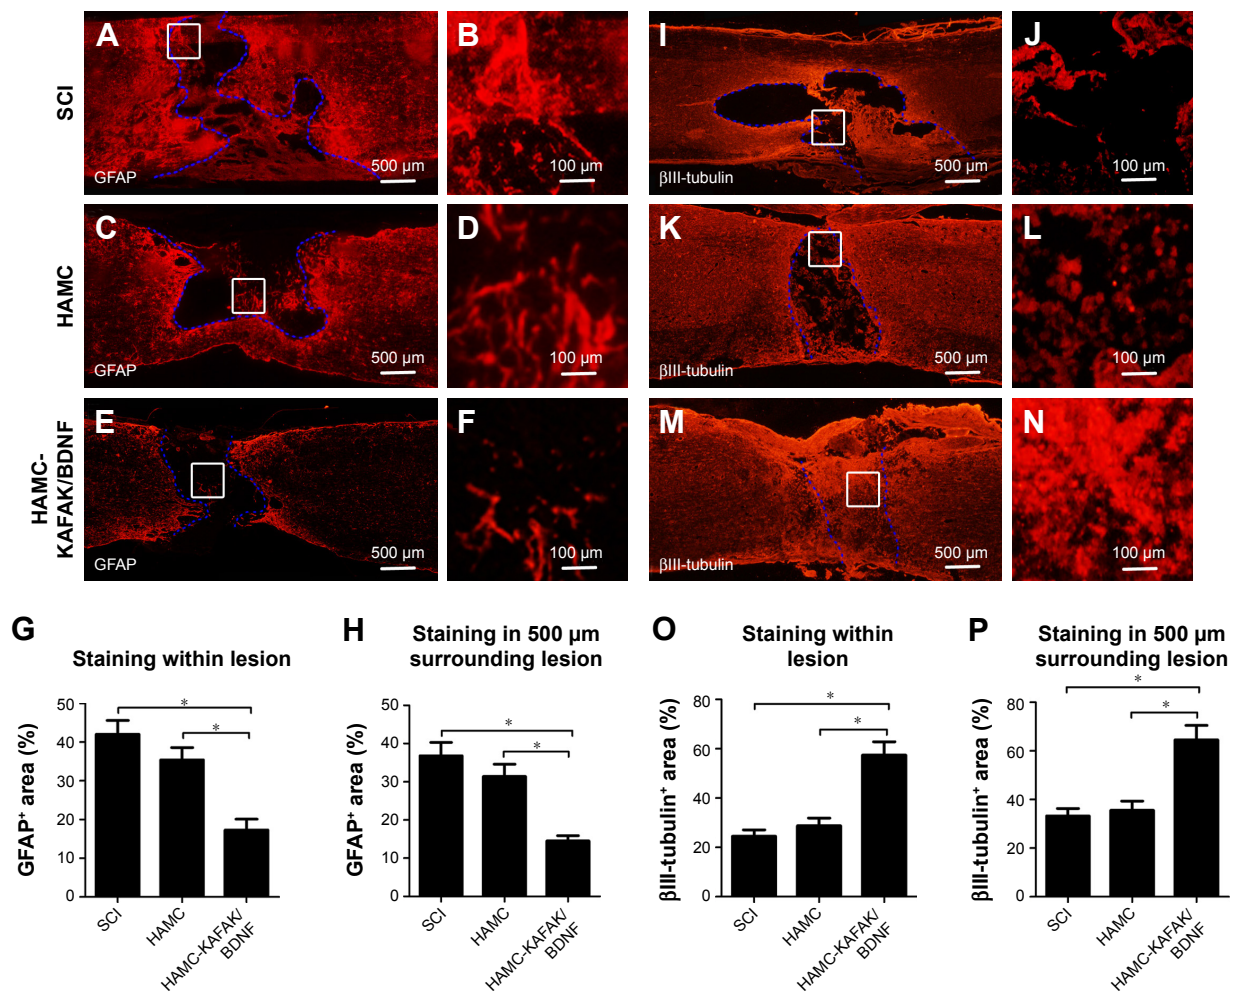 A
B
I
J
SCI
500 µm
GFAP
100 µm
500 µm
βIII-tubulin
100 µm
C
D
K
L
HAMC
500 µm
GFAP
100 µm
500 µm
βIII-tubulin
100 µm
E
F
M
N
HAMC-
KAFAK/BDNF
500 µm
GFAP
100 µm
500 µm
βIII-tubulin
100 µm
G
Staining within lesion
GFAP⁺ area (%)
50
40
30
20
10
0
*
*
SCI
HAMC
HAMC-KAFAK/
BDNF
H
Staining in 500 µm
surrounding lesion
GFAP⁺ area (%)
50
40
30
20
10
0
*
*
SCI
HAMC
HAMC-KAFAK/
BDNF
O
Staining within
lesion
βIII-tubulin⁺ area (%)
80
60
40
20
0
*
*
SCI
HAMC
HAMC-KAFAK/
BDNF
P
Staining in 500 µm
surrounding lesion
βIII-tubulin⁺ area (%)
80
60
40
20
0
*
*
SCI
HAMC
HAMC-KAFAK/
BDNF